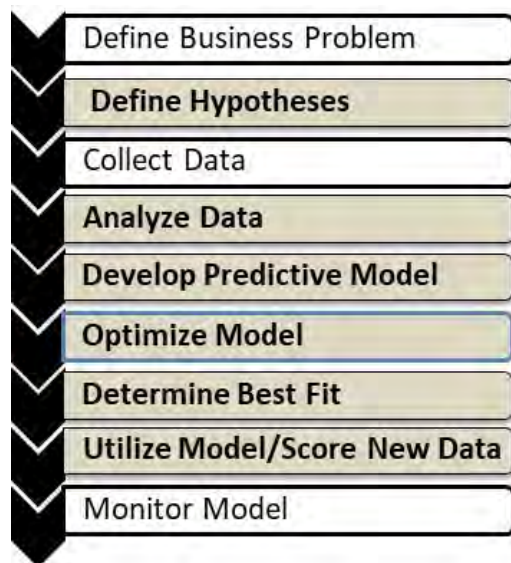 Define Business Problem
Define Hypotheses
Collect Data
Analyze Data
Develop Predictive Model
Optimize Model
Determine Best Fit
Utilize Model/Score New Data
Monitor Model